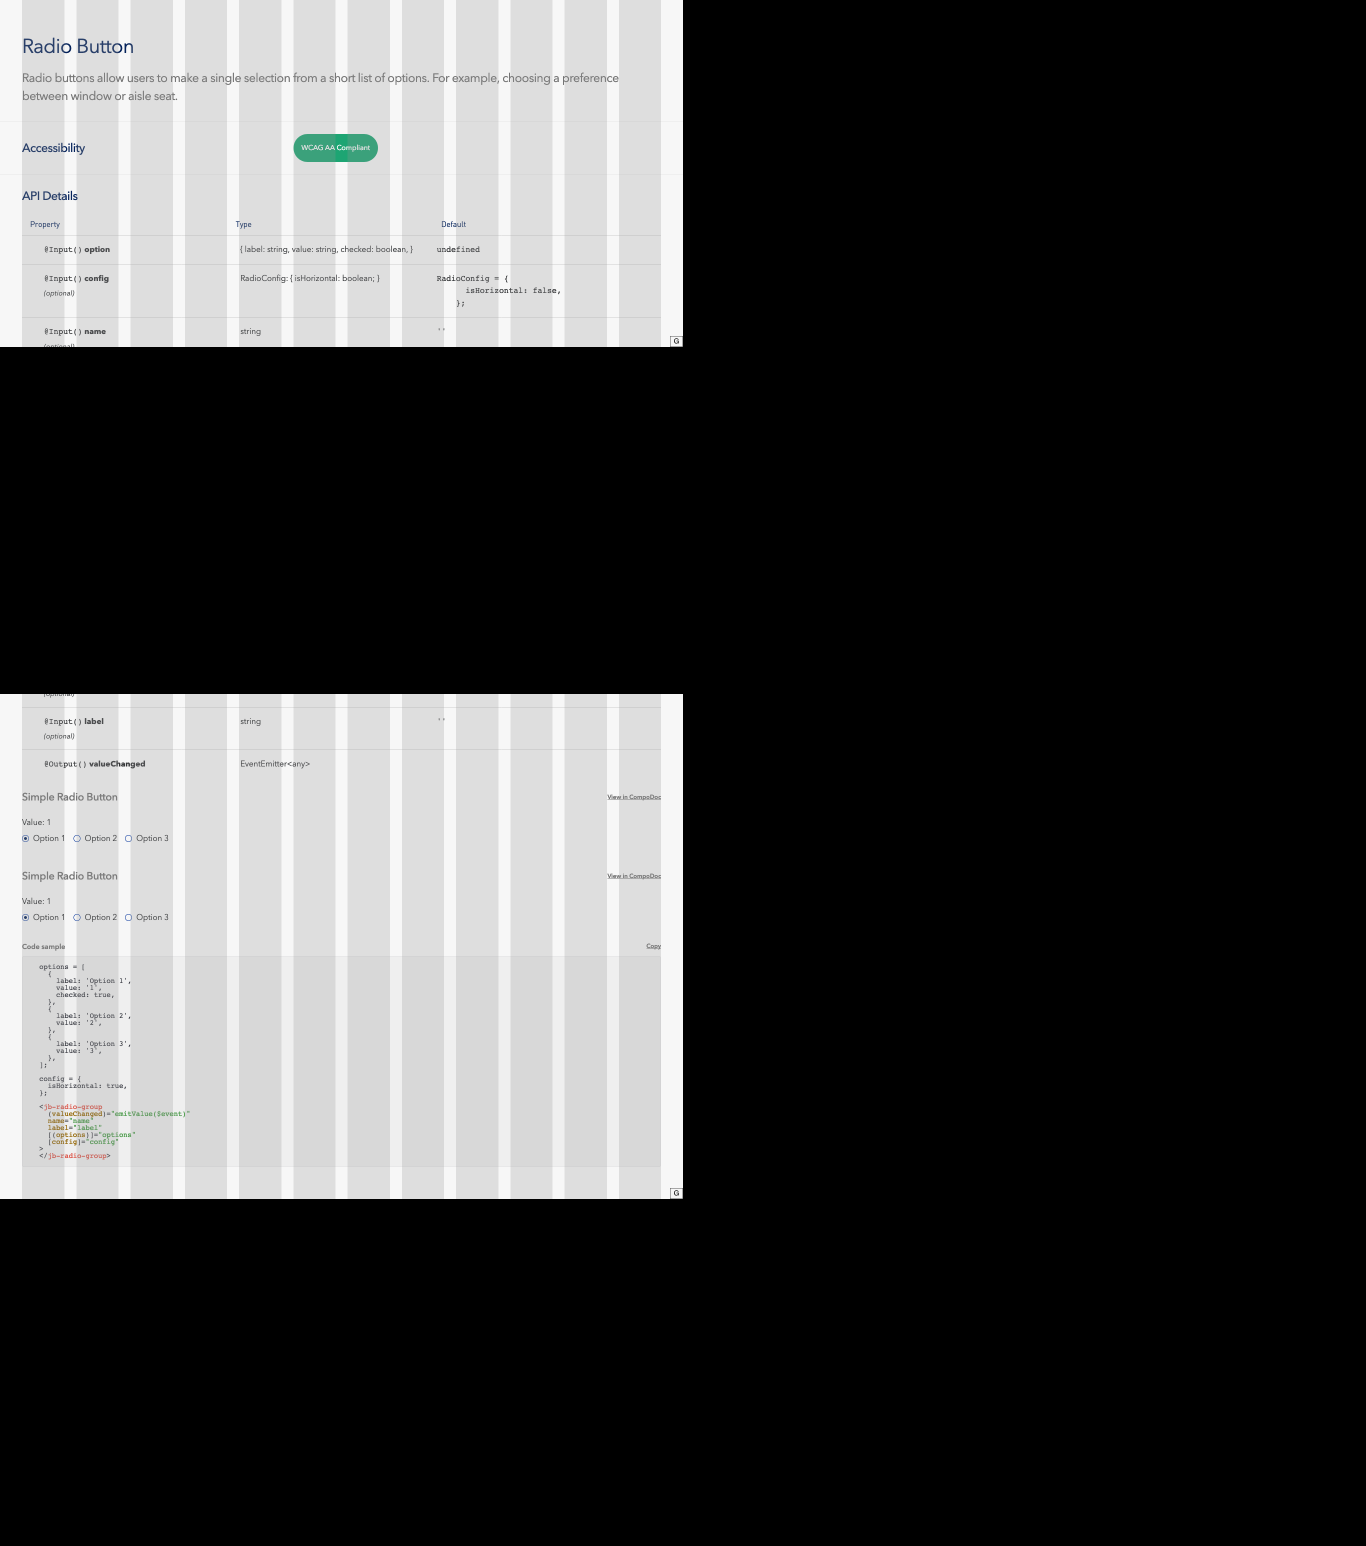 Radio Button
Radio buttons allow users to make a single selection from a short list of options. For example, choosing a preference
between window or aisle seat.
Accessibility WCAG AA Compliant
API Details
Property Type Default
@Input() option { label: string, value: string, checked: boolean, } undefined
@Input() config RadioConfig: { isHorizontal: boolean; } RadioConfig = {
(optional) isHorizontal: false,
};
@Input() name string ''
(optional)
G
(optional)
@Input() label string ''
(optional)
@Output() valueChanged EventEmitter<any>
Simple Radio Button View in CompoDoc
Value: 1
Option 1 Option 2 Option 3
Simple Radio Button View in CompoDoc
Value: 1
Option 1 Option 2 Option 3
Code sample Copy
options = [
{
label: 'Option 1',
value: '1',
checked: true,
},
{
label: 'Option 2',
value: '2',
},
{
label: 'Option 3',
value: '3',
},
];
config = {
isHorizontal: true,
};
<jb-radio-group
(valueChanged)="emitValue($event)"
name="name"
label="label"
[(options)]="options"
[config]="config"
>
</jb-radio-group>
G